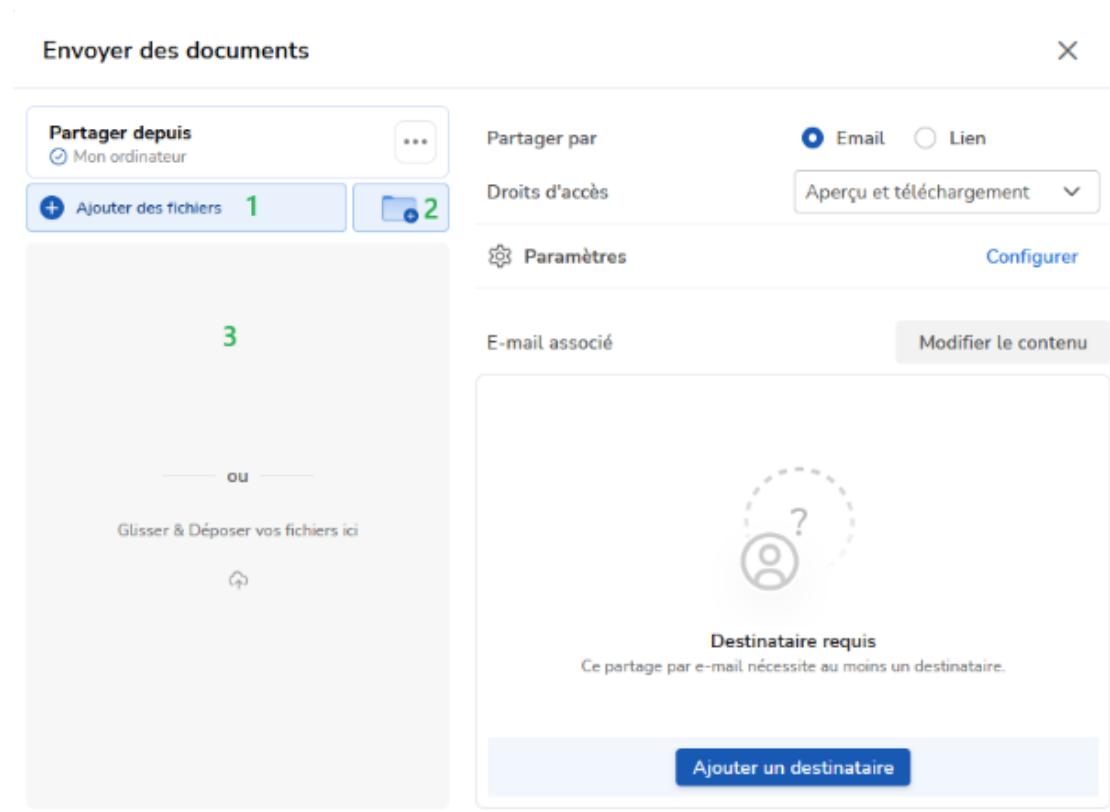 Envoyer des documents
Partager depuis
Mon ordinateur
Ajouter des fichiers 1
2
3
ou
Glisser & Déposer vos fichiers ici
Partager par
Email
Lien
Droits d'accès
Aperçu et téléchargement
Paramètres
Configurer
E-mail associé
Modifier le contenu
?
Destinataire requis
Ce partage par e-mail nécessite au moins un destinataire.
Ajouter un destinataire